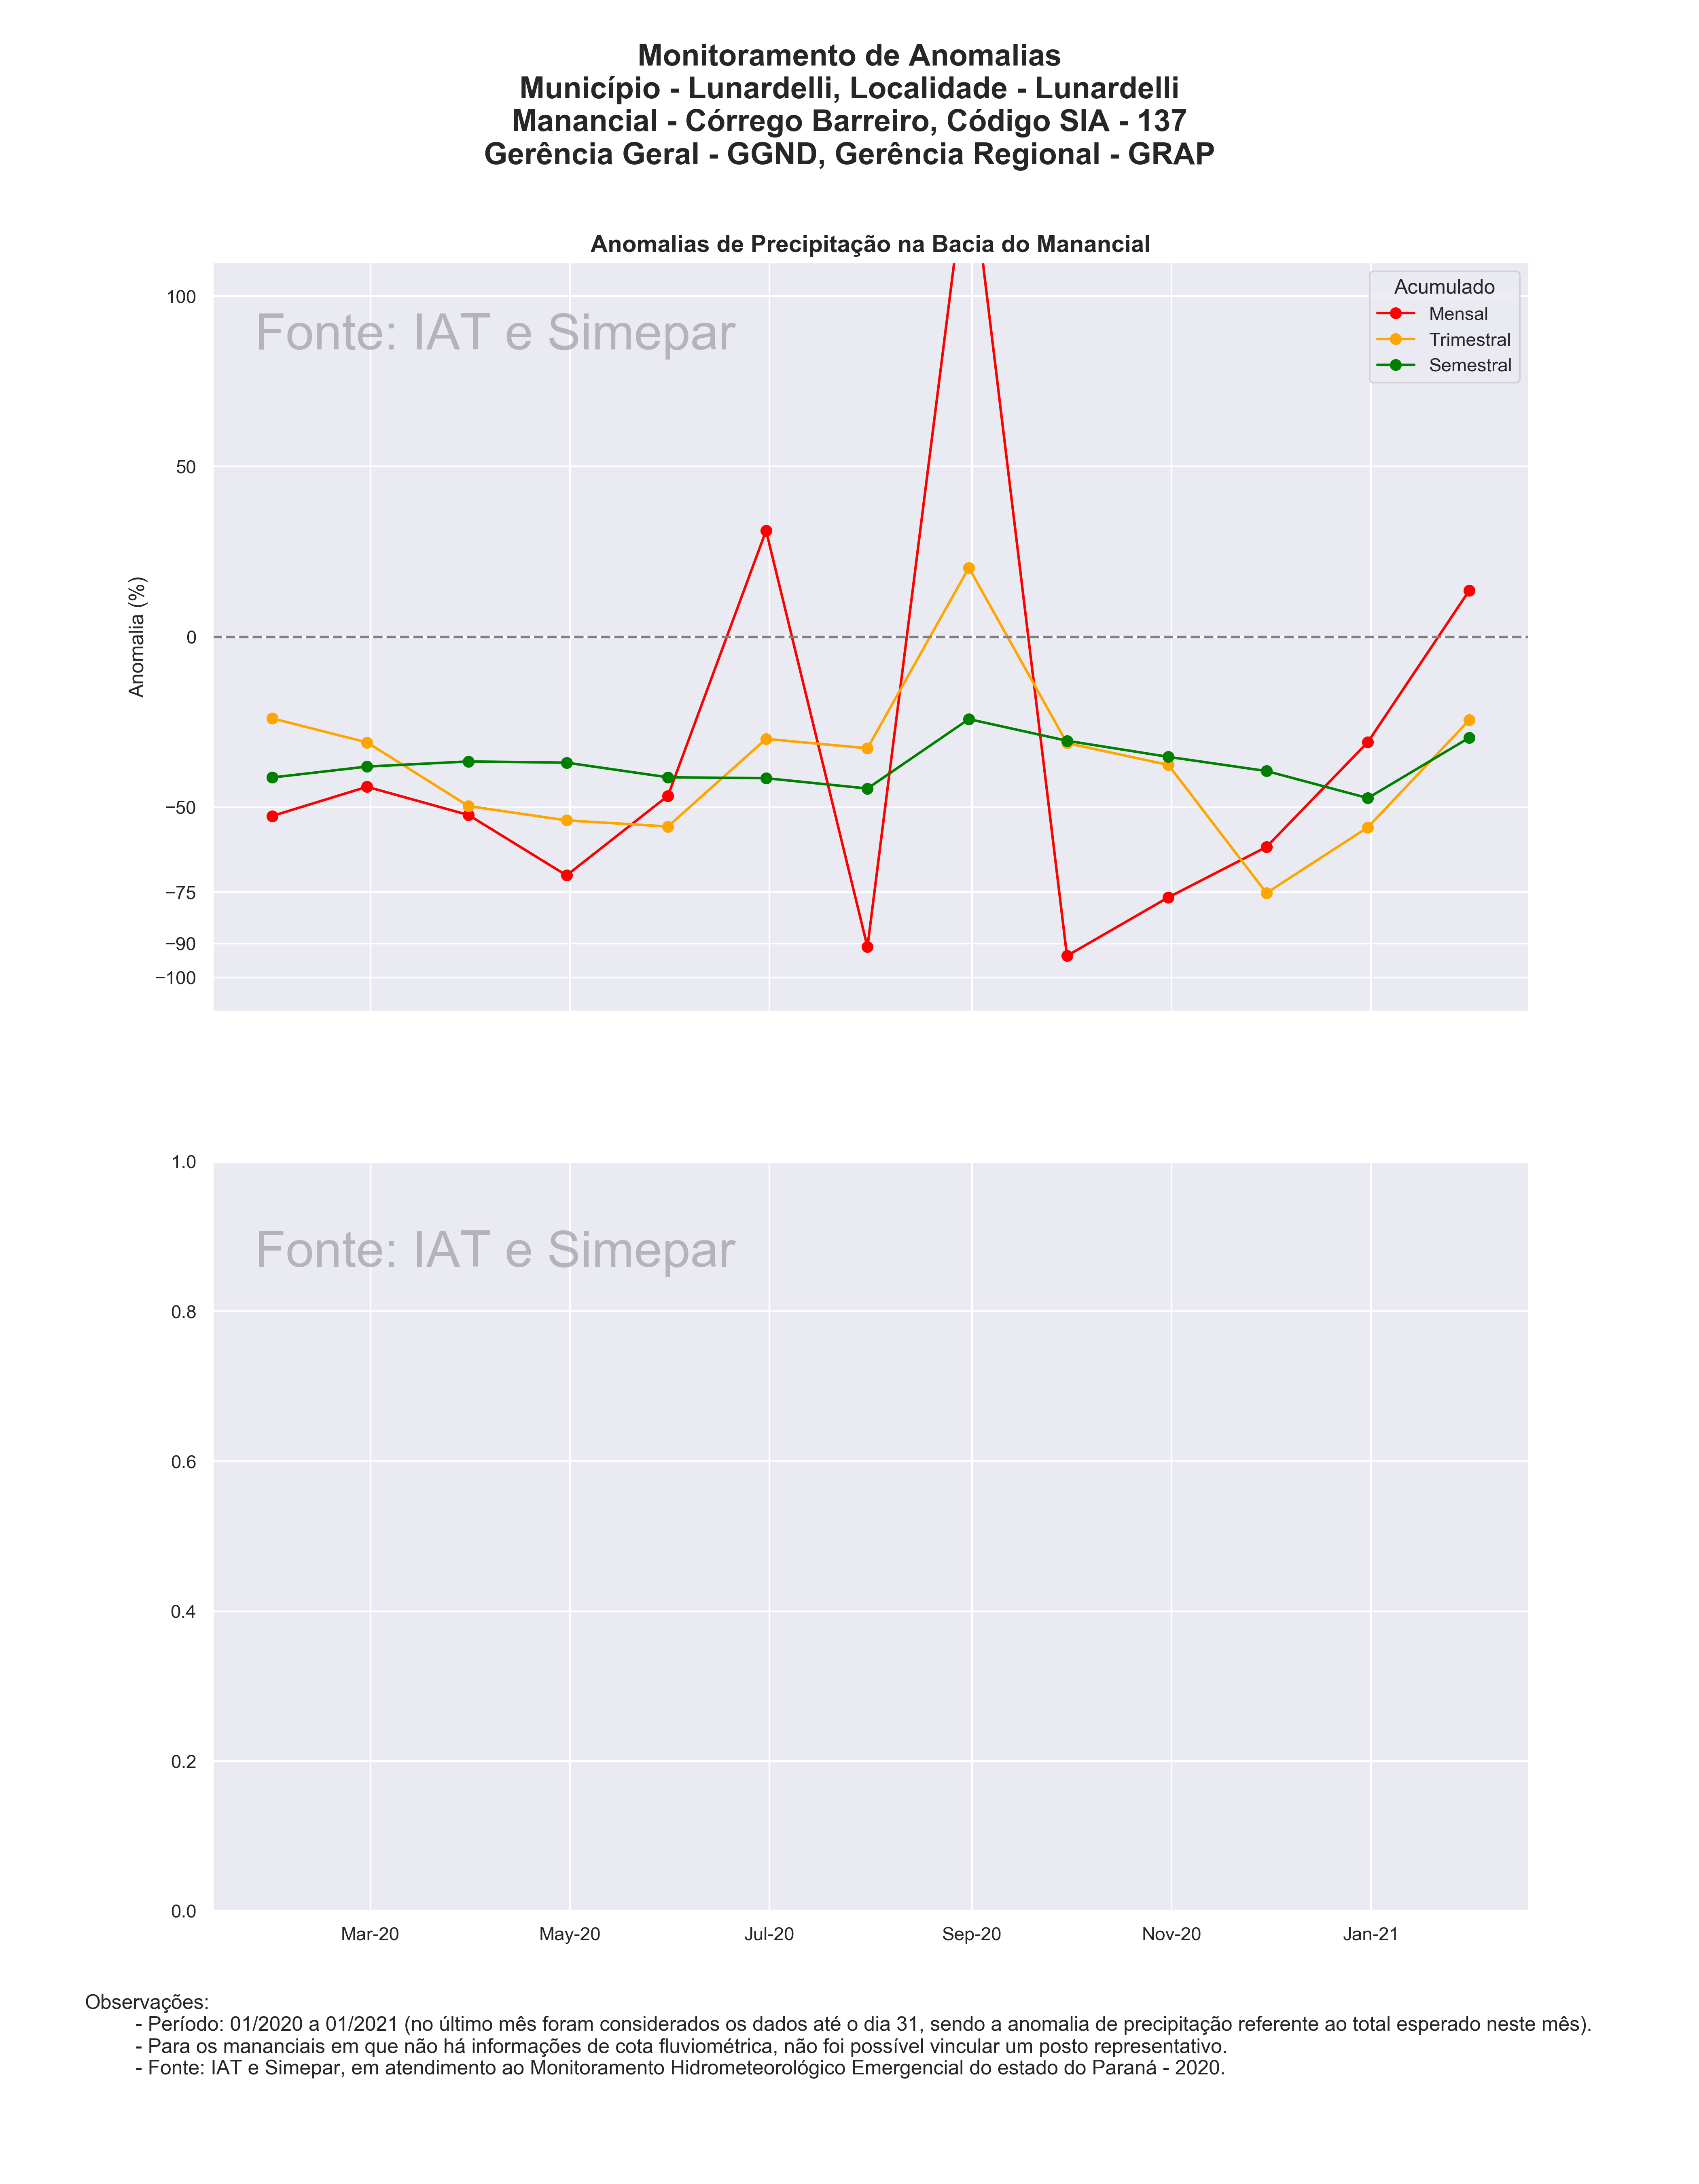 Monitoramento de Anomalias
Município - Lunardelli, Localidade - Lunardelli
Manancial - Córrego Barreiro, Código SIA - 137
Gerência Geral - GGND, Gerência Regional - GRAP
Anomalias de Precipitação na Bacia do Manancial
Fonte: IAT e Simepar
Acumulado
Mensal
Trimestral
Semestral
Anomalia (%)
100
50
0
−50
−75
−90
−100
Fonte: IAT e Simepar
1.0
0.8
0.6
0.4
0.2
0.0
Mar-20 May-20 Jul-20 Sep-20 Nov-20 Jan-21
Observações:
- Período: 01/2020 a 01/2021 (no último mês foram considerados os dados até o dia 31, sendo a anomalia de precipitação referente ao total esperado neste mês).
- Para os mananciais em que não há informações de cota fluviométrica, não foi possível vincular um posto representativo.
- Fonte: IAT e Simepar, em atendimento ao Monitoramento Hidrometeorológico Emergencial do estado do Paraná - 2020.